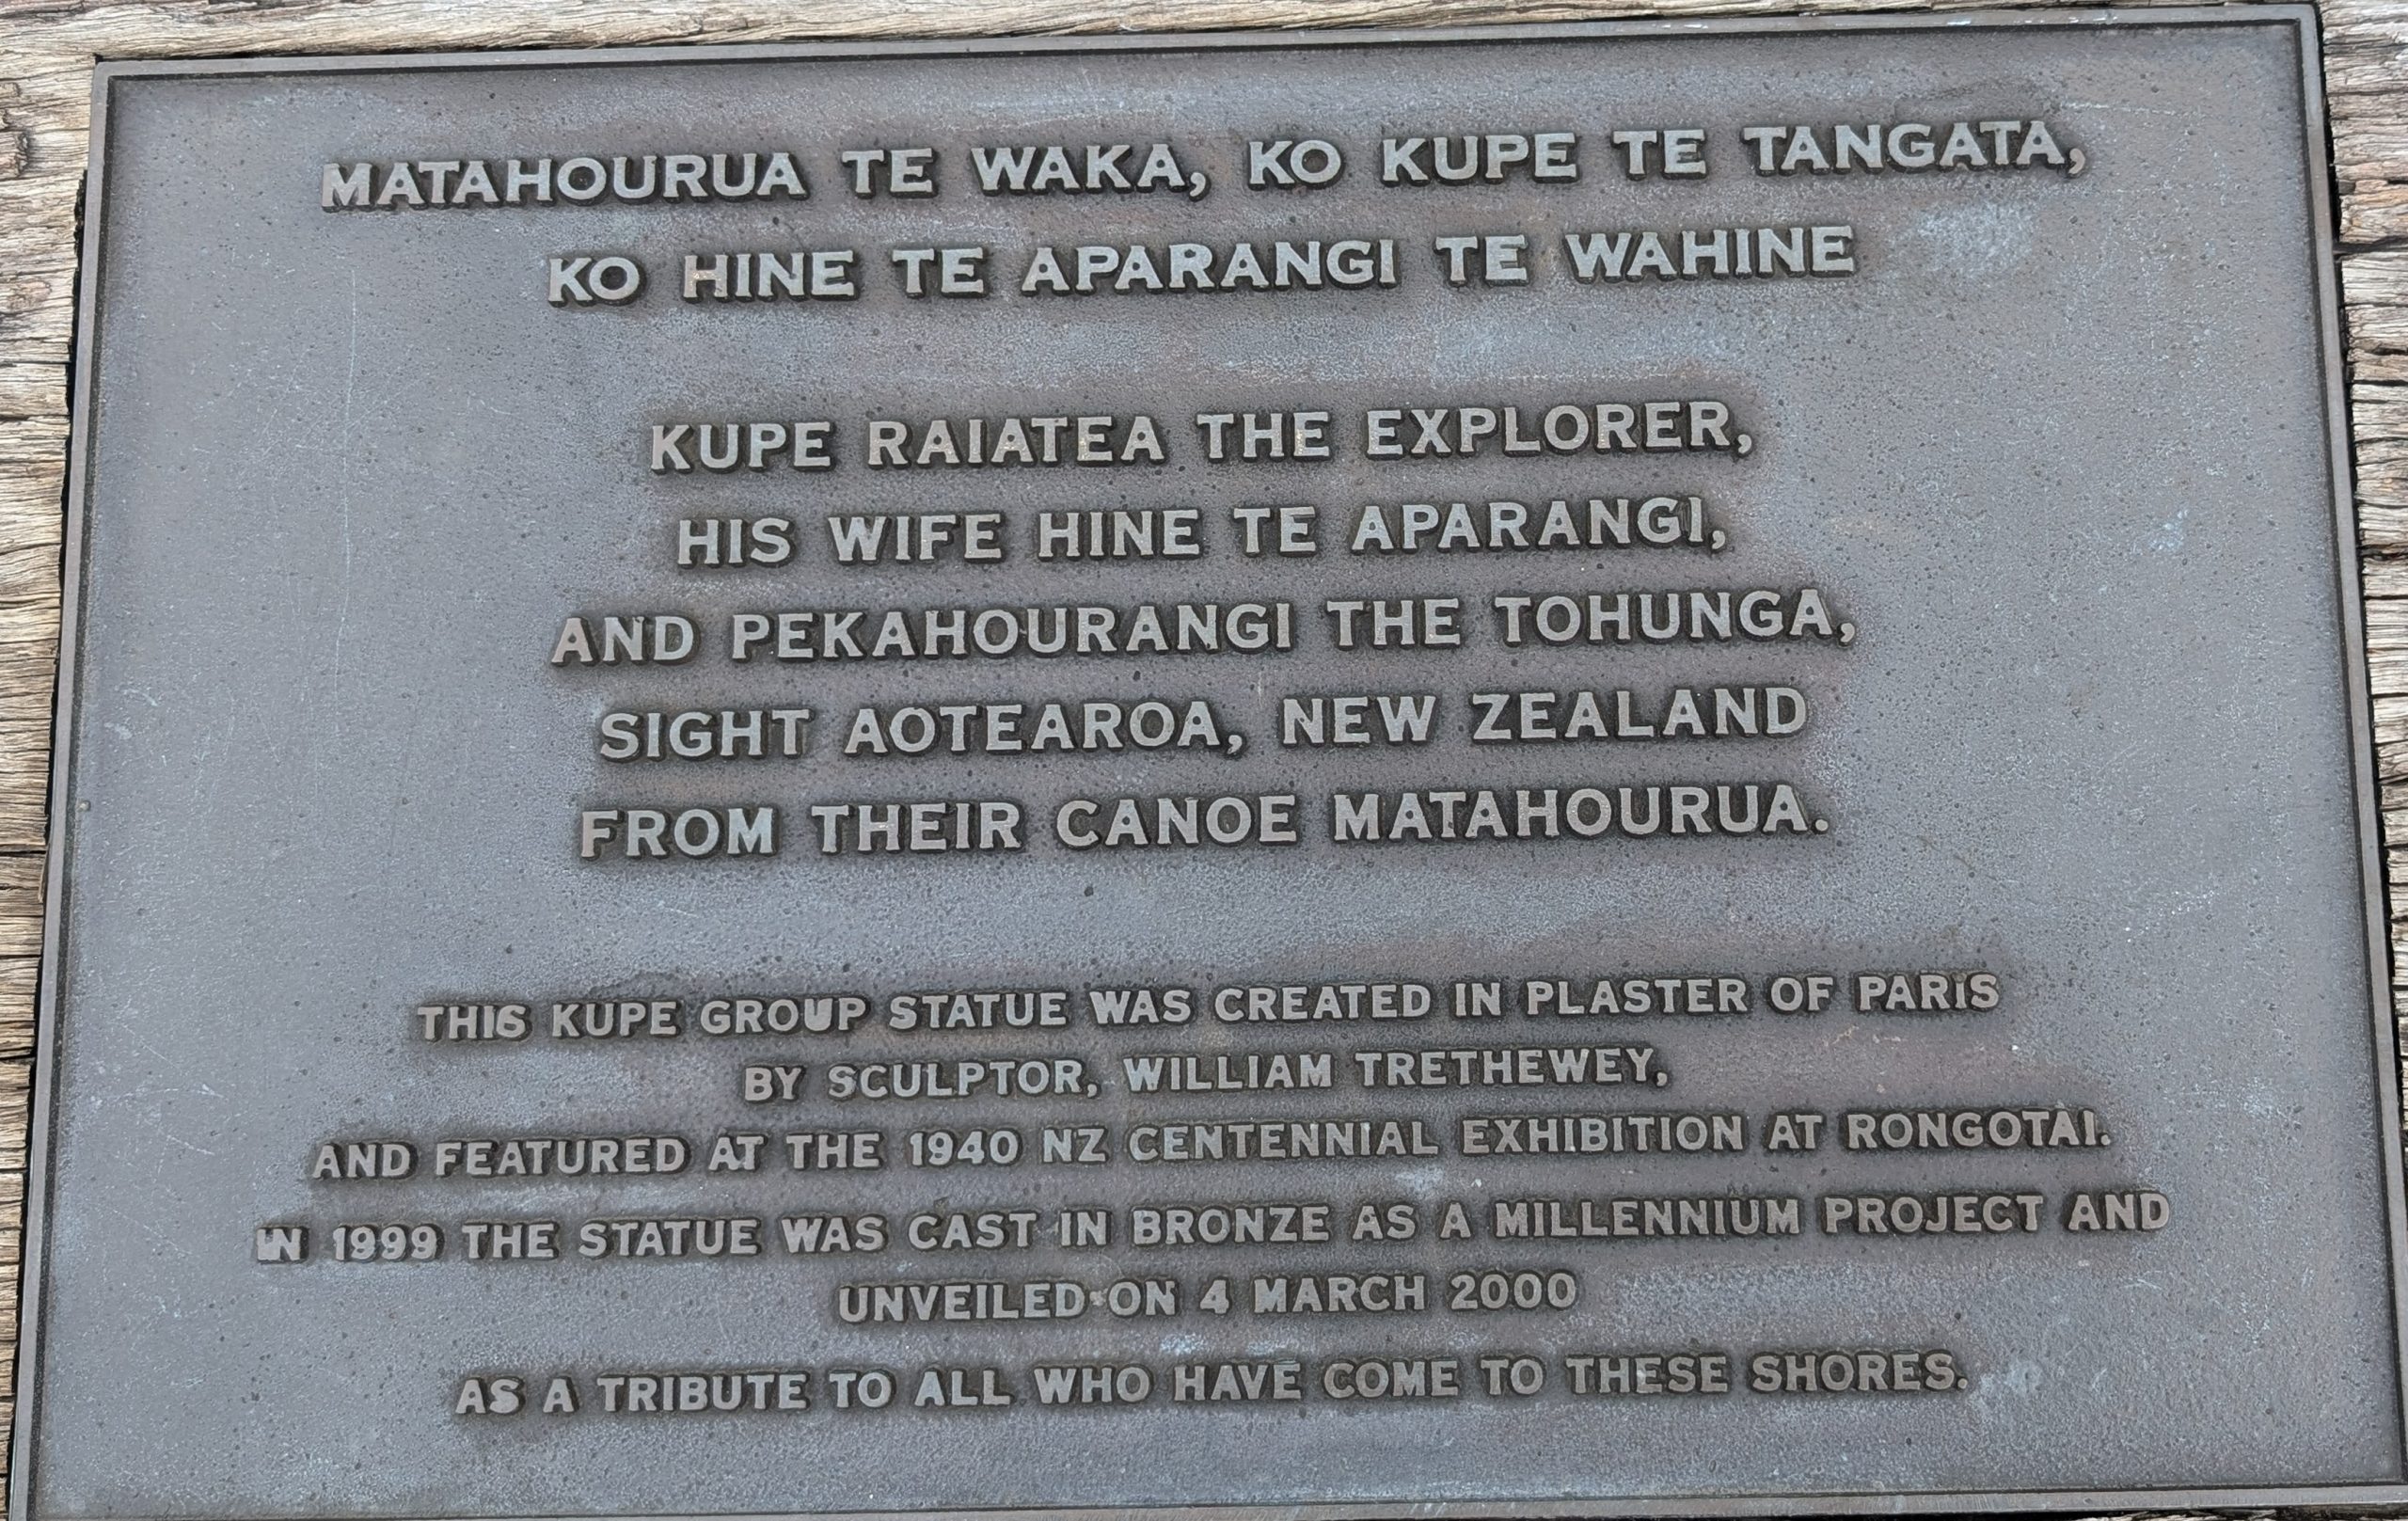 MATAHOURUA TE WAKA, KO KUPE TE TANGATA,
KO HINE TE APARANGI TE WAHINE
KUPE RAIATEA THE EXPLORER,
HIS WIFE HINE TE APARANGI,
AND PEKAHOURANGI THE TOHUNGA,
SIGHT AOTEAROA, NEW ZEALAND
FROM THEIR CANOE MATAHOURUA.
THIS KUPE GROUP STATUE WAS CREATED IN PLASTER OF PARIS
BY SCULPTOR, WILLIAM TRETHEWEY,
AND FEATURED AT THE 1940 NZ CENTENNIAL EXHIBITION AT RONGOTAI.
IN 1999 THE STATUE WAS CAST IN BRONZE AS A MILLENNIUM PROJECT AND
UNVEILED ON 4 MARCH 2000
AS A TRIBUTE TO ALL WHO HAVE COME TO THESE SHORES.